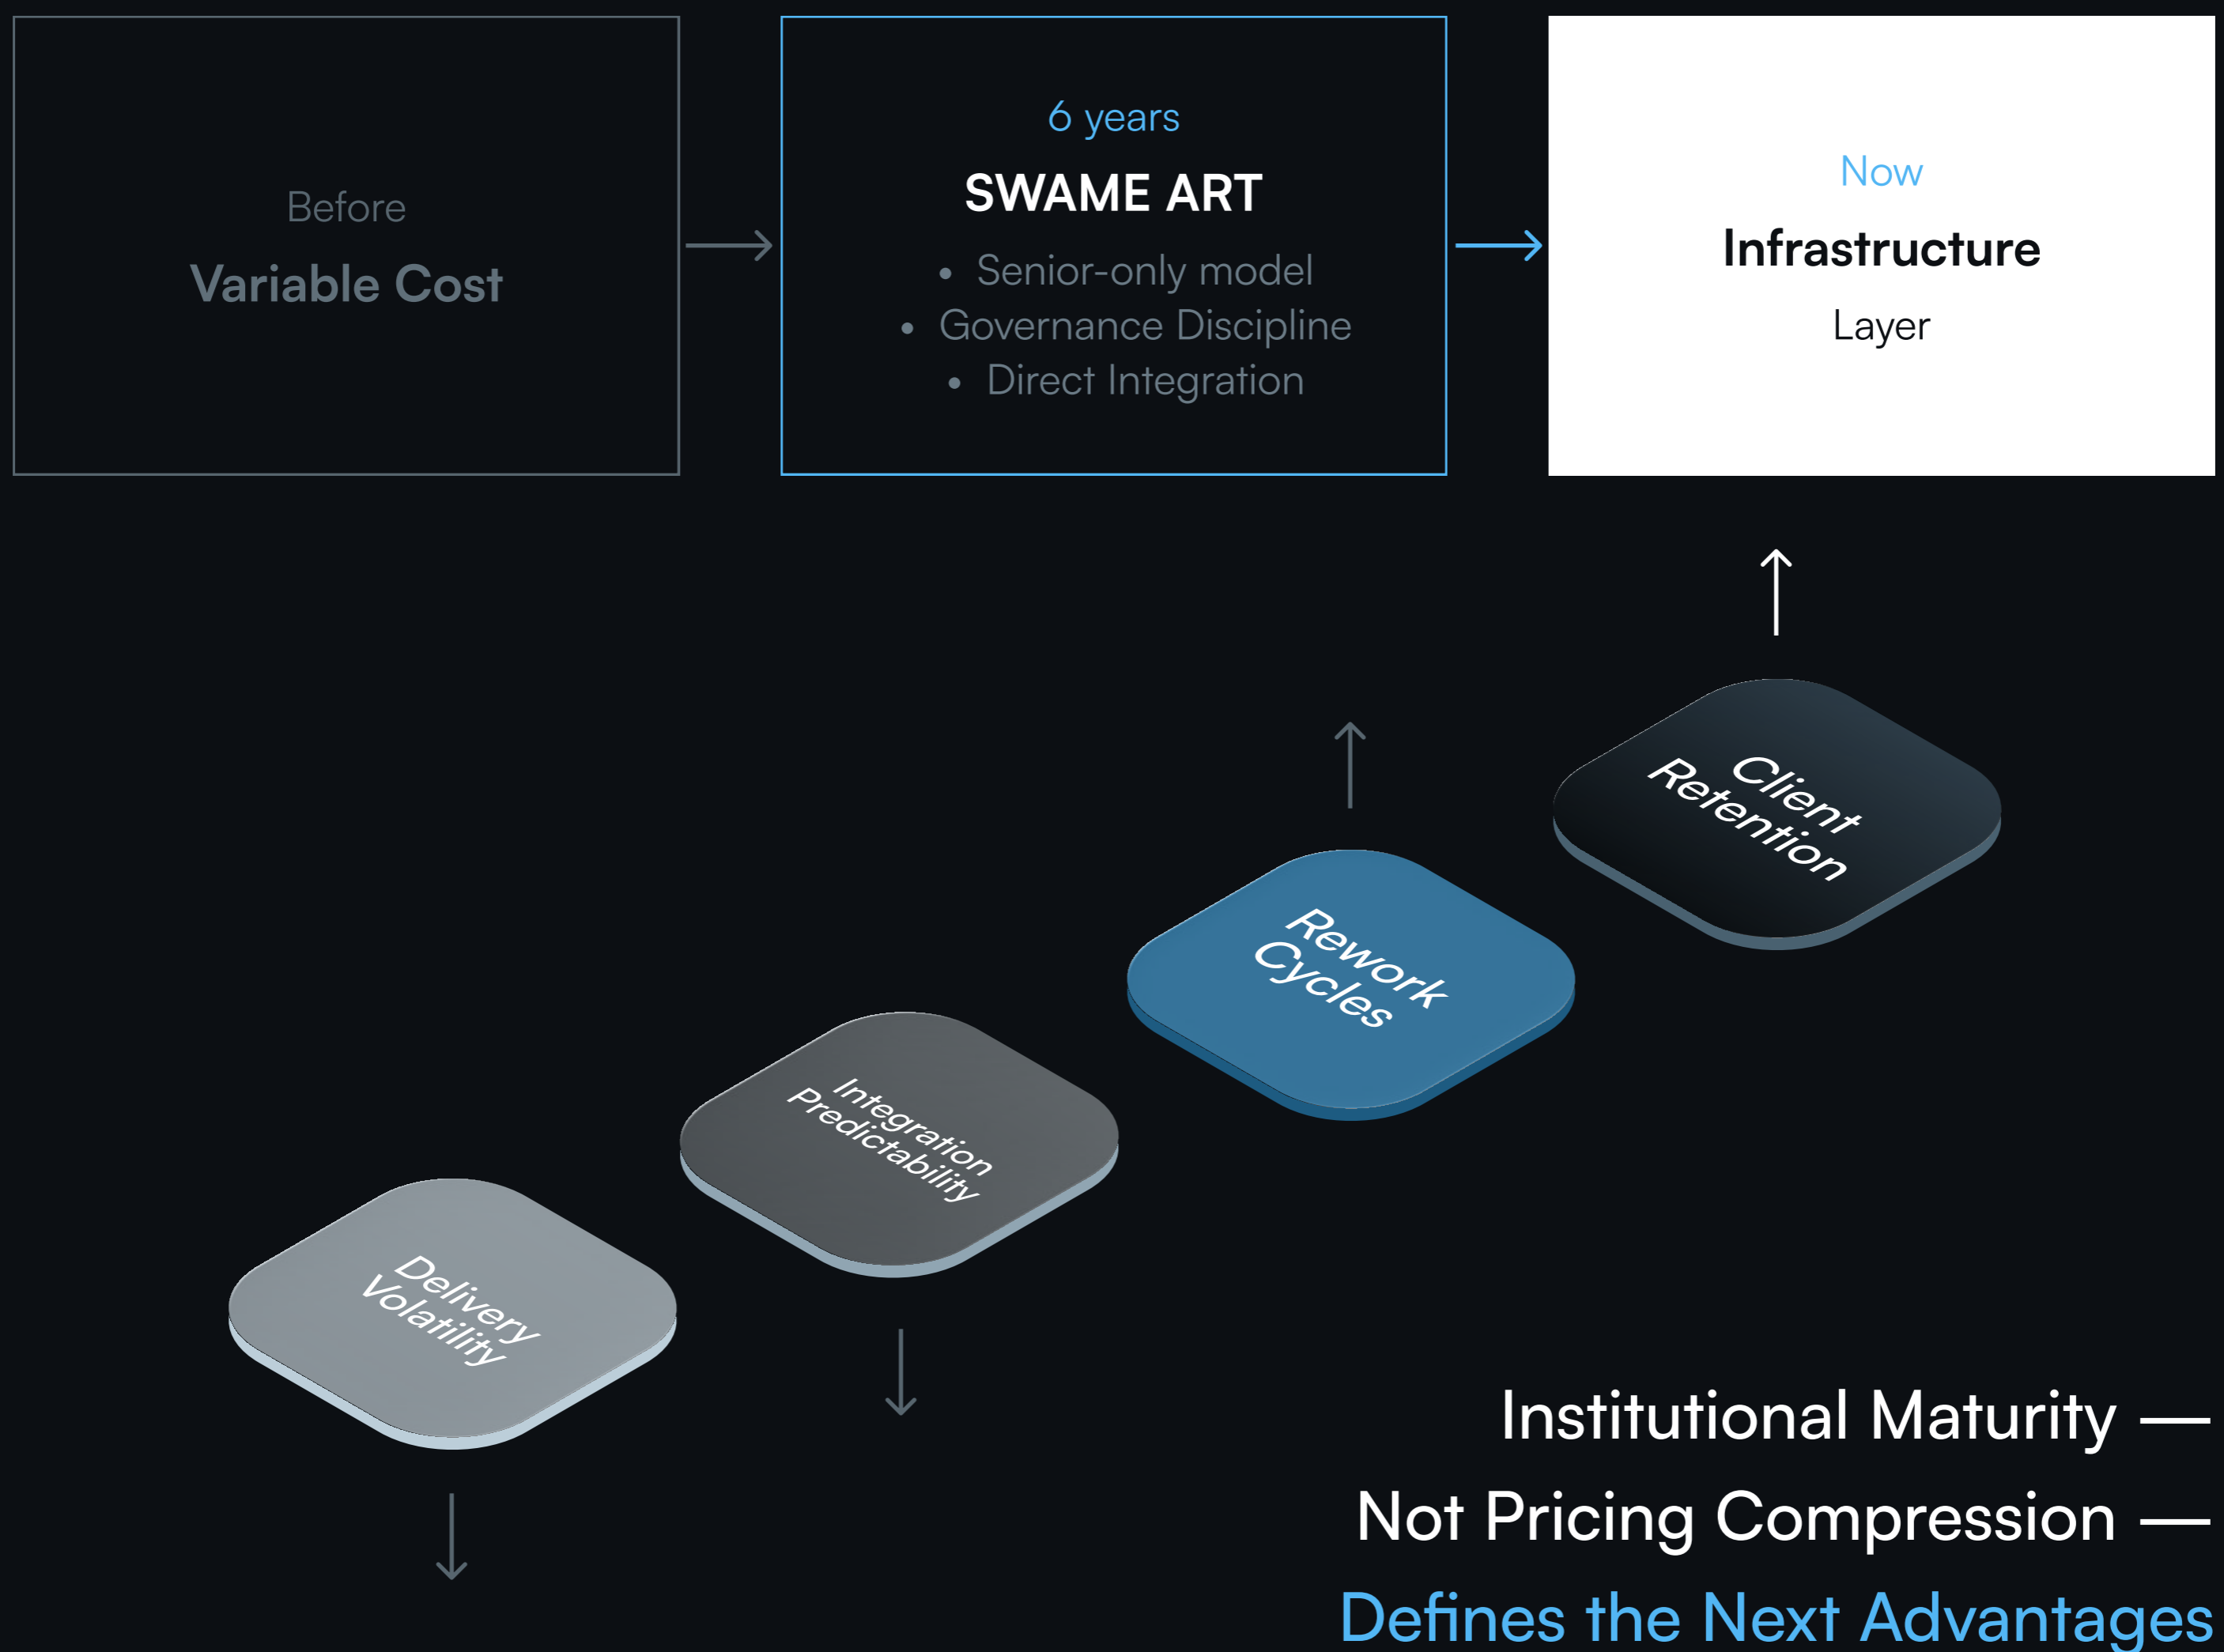 Before
Variable Cost
6 years
SWAME ART
• Senior-only model
• Governance Discipline
• Direct Integration
Now
Infrastructure
Layer
Client
Retention
Rework
Cycles
Integration
Predictability
Delivery
Volatility
Institutional Maturity —
Not Pricing Compression —
Defines the Next Advantages